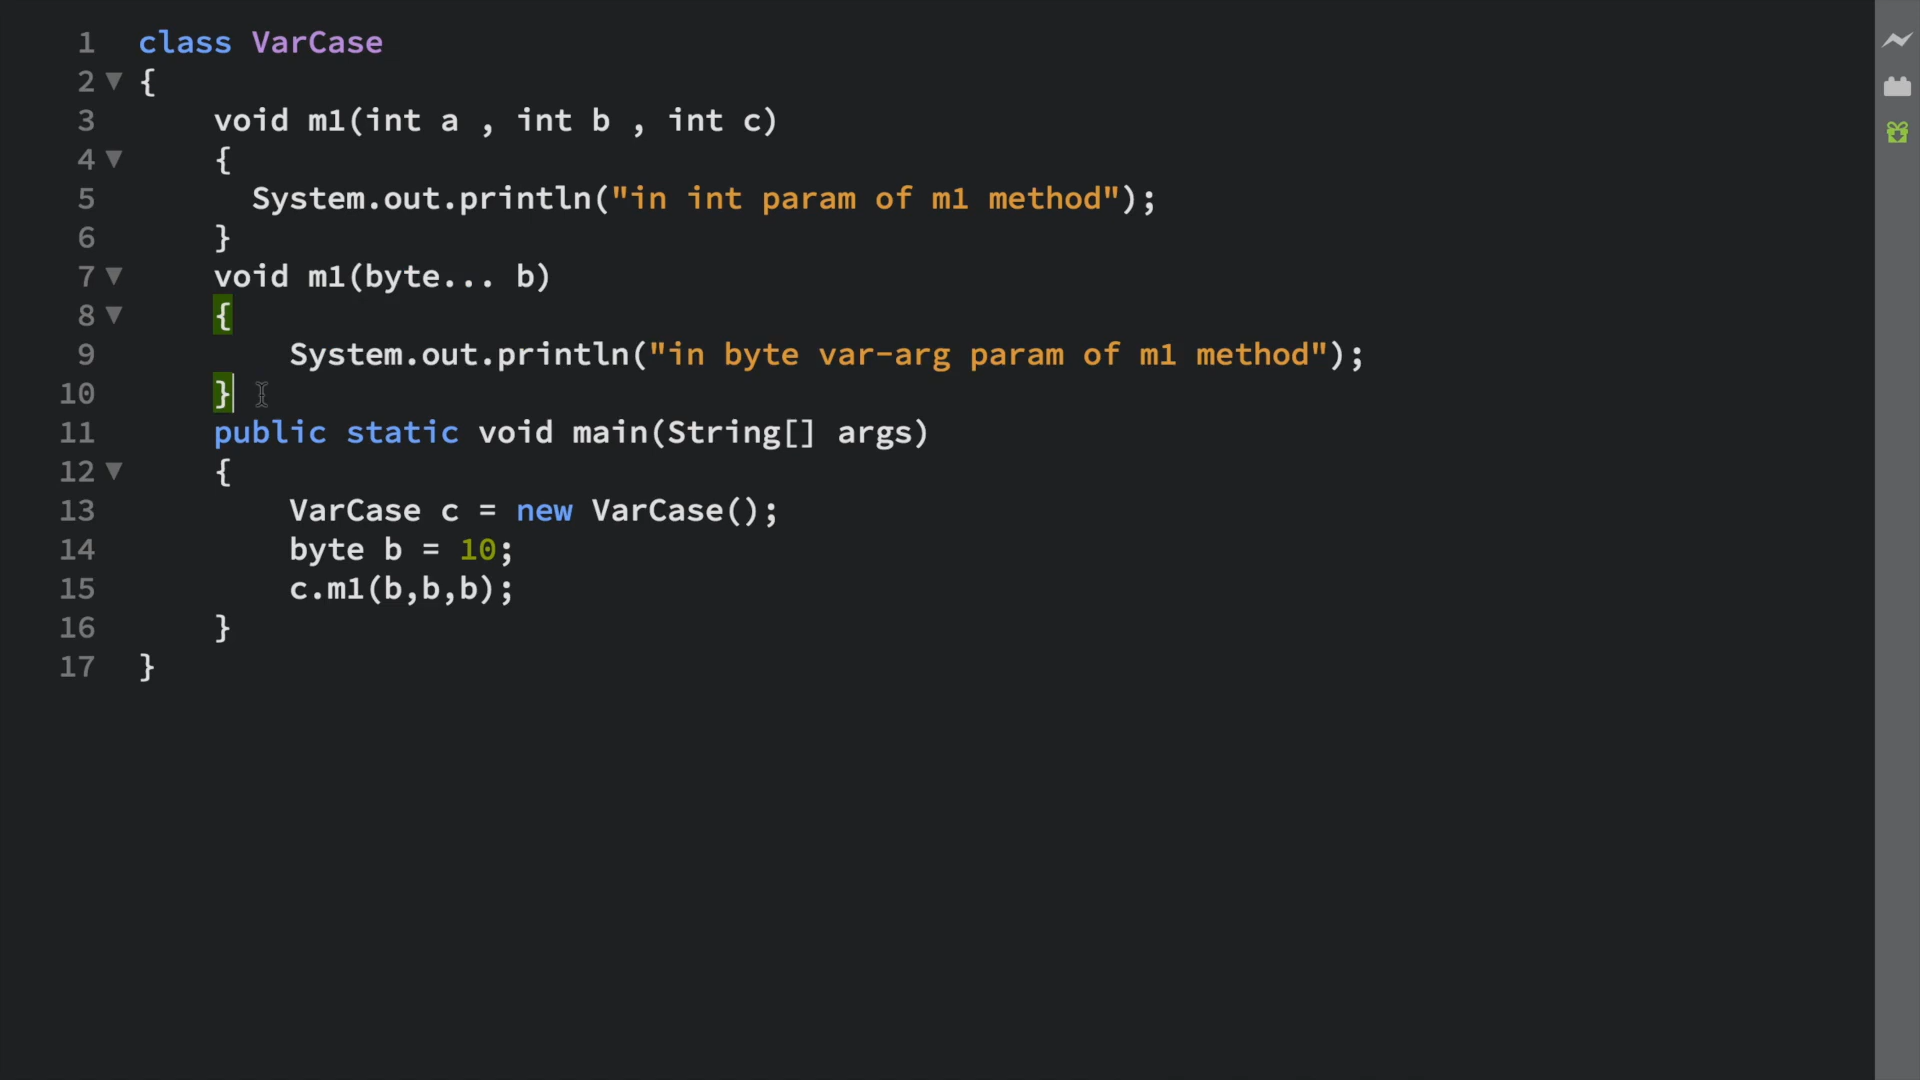 1 class VarCase
2 {
3 void m1(int a , int b , int c)
4 {
5 System.out.println("in int param of m1 method");
6 }
7 void m1(byte... b)
8 {
9 System.out.println("in byte var-arg param of m1 method");
10 }
11 public static void main(String[] args)
12 {
13 VarCase c = new VarCase();
14 byte b = 10;
15 c.m1(b,b,b);
16 }
17 }